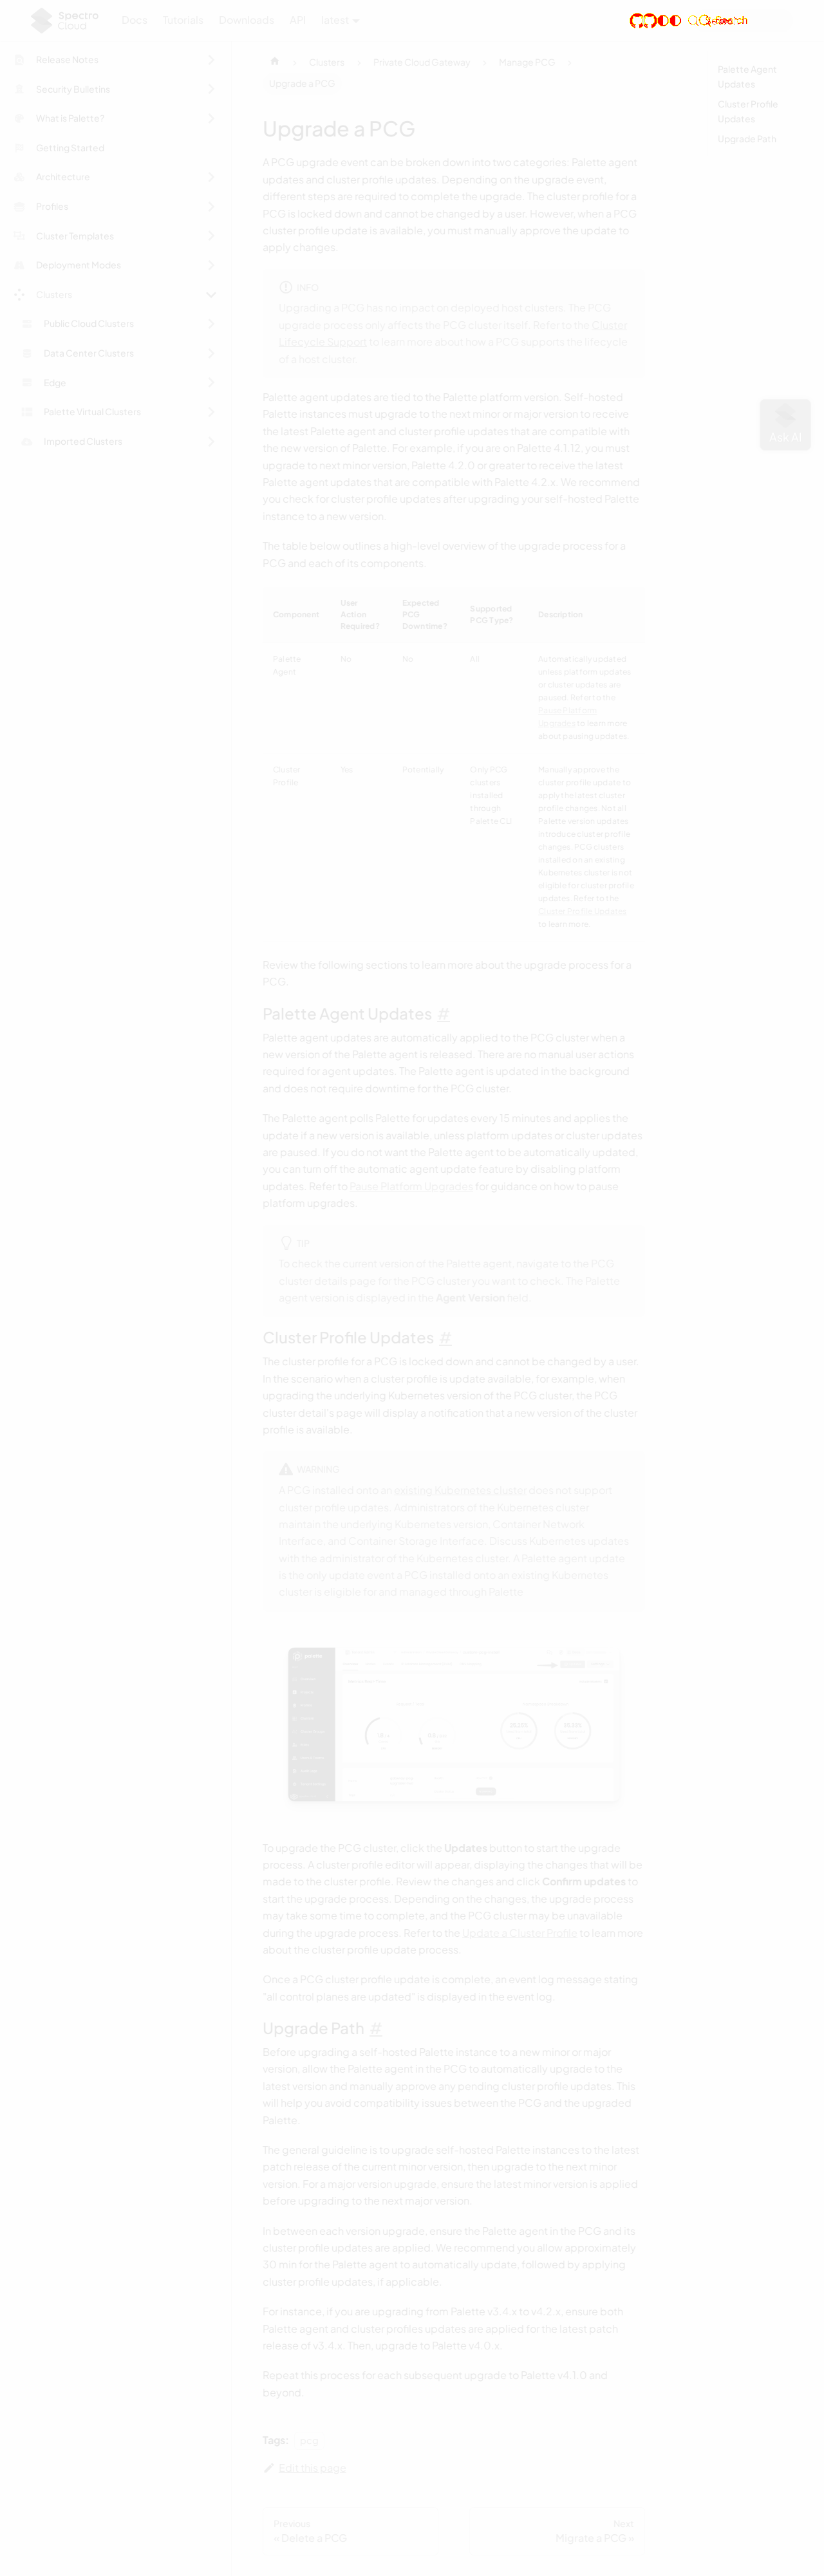 Spectro
Cloud
Docs
Tutorials
Downloads
API
latest
Release Notes
Security Bulletins
What is Palette?
Getting Started
Architecture
Profiles
Cluster Templates
Deployment Modes
Clusters
Public Cloud Clusters
Data Center Clusters
Edge
Palette Virtual Clusters
Imported Clusters
Clusters
Private Cloud Gateway
Manage PCG
Upgrade a PCG
Upgrade a PCG
A PCG upgrade event can be broken down into two categories: Palette agent
updates and cluster profile updates. Depending on the upgrade event,
different steps are required to complete the upgrade. The cluster profile for a
PCG is locked down and cannot be changed by a user. However, when a PCG
cluster profile update is available, you must manually approve the update to
apply changes.
INFO
Upgrading a PCG has no impact on deployed host clusters. The PCG
upgrade process only affects the PCG cluster itself. Refer to the Cluster
Lifecycle Support to learn more about how a PCG supports the lifecycle
of a host cluster.
Palette agent updates are tied to the Palette platform version. Self-hosted
Palette instances must upgrade to the next minor or major version to receive
the latest Palette agent and cluster profile updates that are compatible with
the new version of Palette. For example, if you are on Palette 4.1.12, you must
upgrade to next minor version, Palette 4.2.0 or greater to receive the latest
Palette agent updates that are compatible with Palette 4.2.x. We recommend
you check for cluster profile updates after upgrading your self-hosted Palette
instance to a new version.
The table below outlines a high-level overview of the upgrade process for a
PCG and each of its components.
Component
User Action Required?
Expected PCG Downtime?
Supported PCG Type?
Description
Palette Agent
No
No
All
Automatically updated
unless platform updates
or cluster updates are
paused. Refer to the
Pause Platform
Upgrades to learn more
about pausing updates.
Cluster Profile
Yes
Potentially
Only PCG
clusters
installed
through
Palette CLI
Manually approve the
cluster profile update to
apply the latest cluster
profile changes. Not all
Palette version updates
introduce cluster profile
changes. PCG clusters
installed on an existing
Kubernetes cluster is not
eligible for cluster profile
updates. Refer to the
Cluster Profile Updates
to learn more.
Review the following sections to learn more about the upgrade process for a
PCG.
Palette Agent Updates #
Palette agent updates are automatically applied to the PCG cluster when a
new version of the Palette agent is released. There are no manual user actions
required for agent updates. The Palette agent is updated in the background
and does not require downtime for the PCG cluster.
The Palette agent polls Palette for updates every 15 minutes and applies the
update if a new version is available, unless platform updates or cluster updates
are paused. If you do not want the Palette agent to be automatically updated,
you can turn off the automatic agent update feature by disabling platform
updates. Refer to Pause Platform Upgrades for guidance on how to pause
platform upgrades.
TIP
To check the current version of the Palette agent, navigate to the PCG
cluster details page for the PCG cluster you want to check. The Palette
agent version is displayed in the Agent Version field.
Cluster Profile Updates #
The cluster profile for a PCG is locked down and cannot be changed by a user.
In the scenario when a cluster profile is update available, for example, when
upgrading the underlying Kubernetes version of the PCG cluster, the PCG
cluster detail's page will display a notification that a new version of the cluster
profile is available.
WARNING
A PCG installed onto an existing Kubernetes cluster does not support
cluster profile updates. Administrators of the Kubernetes cluster
maintain the underlying Kubernetes version, Container Network
Interface, and Container Storage Interface. Discuss Kubernetes updates
with the administrator of the Kubernetes cluster. A Palette agent update
is the only update event a PCG installed onto an existing Kubernetes
cluster is eligible for and managed through Palette.
To upgrade the PCG cluster, click the Updates button to start the upgrade
process. A cluster profile editor will appear, displaying the changes that will be
made to the cluster profile. Review the changes and click Confirm updates to
start the upgrade process. Depending on the changes, the upgrade process
may take some time to complete, and the PCG cluster may be unavailable
during the upgrade process. Refer to the Update a Cluster Profile to learn more
about the cluster profile update process.
Once a PCG cluster profile update is complete, an event log message stating
"all control planes are updated" is displayed in the event log.
Upgrade Path #
Before upgrading a self-hosted Palette instance to a new minor or major
version, allow the Palette agent in the PCG to automatically upgrade to the
latest version and manually approve any pending cluster profile updates. This
will help you avoid compatibility issues between the PCG and the upgraded
Palette.
The general guideline is to upgrade self-hosted Palette instances to the latest
patch release of the current minor version, then upgrade to the next minor
version. For a major version upgrade, ensure the latest minor version is applied
before upgrading to the next major version.
In between each version upgrade, ensure the Palette agent in the PCG and its
cluster profile updates are applied. We recommend you allow approximately
30 min for the Palette agent to automatically update, followed by applying
cluster profile updates, if applicable.
For instance, if you are upgrading from Palette v3.4.x to v4.2.x, ensure both
Palette agent and cluster profiles updates are applied for the latest patch
release of v3.4.x. Then, upgrade to Palette v4.0.x.
Repeat this process for each subsequent upgrade to Palette v4.1.0 and
beyond.
Tags: pcg
Edit this page
Previous
« Delete a PCG
Next
Migrate a PCG »
Palette Agent
Updates
Cluster Profile
Updates
Upgrade Path
Ask AI